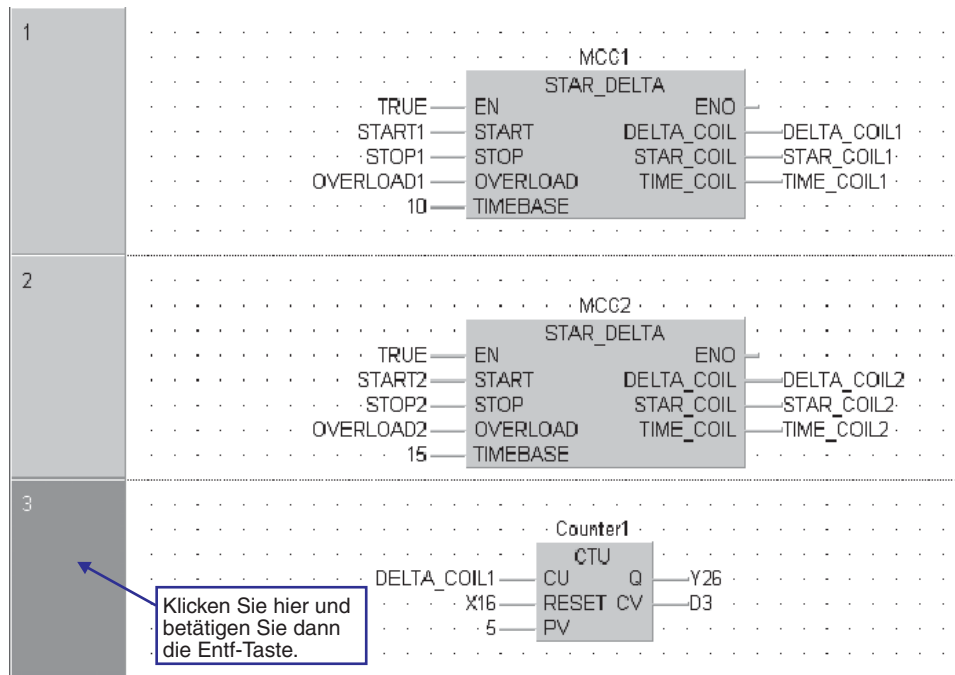 1
MCC1
STAR_DELTA
TRUE EN ENO
START1 START DELTA_COIL DELTA_COIL1
STOP1 STOP STAR_COIL STAR_COIL1
OVERLOAD1 OVERLOAD TIME_COIL TIME_COIL1
10 TIMEBASE
2
MCC2
STAR_DELTA
TRUE EN ENO
START2 START DELTA_COIL DELTA_COIL2
STOP2 STOP STAR_COIL STAR_COIL2
OVERLOAD2 OVERLOAD TIME_COIL TIME_COIL2
15 TIMEBASE
3
Counter1
CTU
DELTA_COIL1 CU Q Y26
X16 RESET CV D3
5 PV
Klicken Sie hier und
betätigen Sie dann
die Entf-Taste.